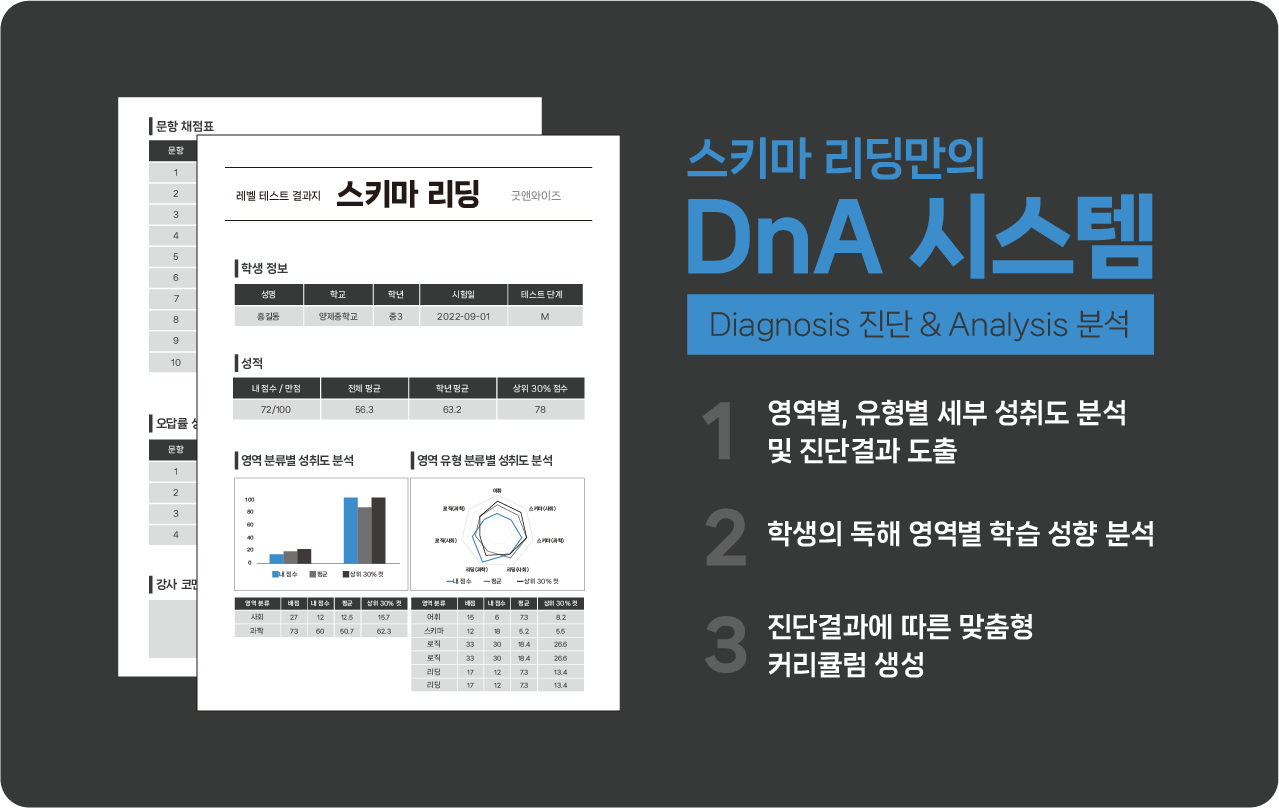 문항 채점표
문항
1
2
3
4
5
6
7
8
9
10
오답률
문항
1
2
3
4
강사
레벨 테스트 결과지 스키마 리딩 굿앤와이즈
학생 정보
성명 학교 학년 시험일 테스트 단계
홍길동 양재중학교 중3 2022-09-01 M
성적
내 점수 / 만점 전체 평균 학년 평균 상위 30% 점수
72/100 56.3 63.2 78
영역 분류별 성취도 분석
100
80
60
40
20
0
내 점수 평균 상위 30% 컷
영역 분류 배점 내 점수 평균 상위 30% 컷
사회 27 12 12.5 15.7
과학 73 60 50.7 62.3
영역 유형 분류별 성취도 분석
어휘
로직(과학) 스키마(사회)
로직(사회) 스키마(과학)
리딩(과학) 리딩(사회)
내 점수 평균 상위 30% 컷
영역 분류 배점 내 점수 평균 상위 30% 컷
어휘 15 6 7.3 8.2
스키마 12 18 5.2 5.5
로직 33 30 18.4 26.6
로직 33 30 18.4 26.6
리딩 17 12 7.3 13.4
리딩 17 12 7.3 13.4
스키마 리딩만의
DnA 시스템
Diagnosis 진단 & Analysis 분석
1 영역별, 유형별 세부 성취도 분석
및 진단결과 도출
2 학생의 독해 영역별 학습 성향 분석
3 진단결과에 따른 맞춤형
커리큘럼 생성